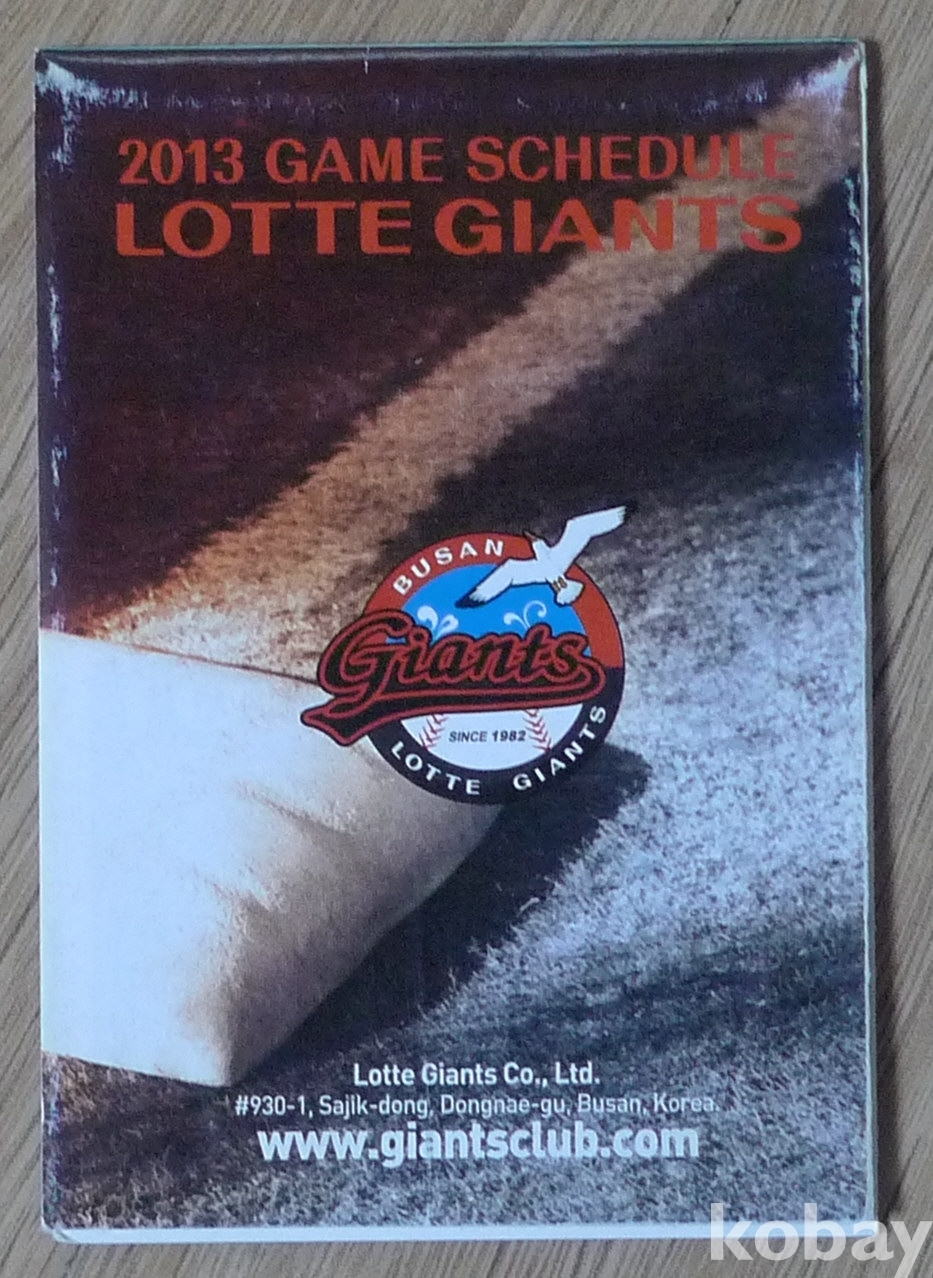 2013 GAME SCHEDULE
LOTTE GIANTS
BUSAN
Giants
SINCE 1982
LOTTE GIANTS
Lotte Giants Co., Ltd.
#930-1, Sajik-dong, Dongnae-gu, Busan, Korea.
www.giantsclub.com
kobay